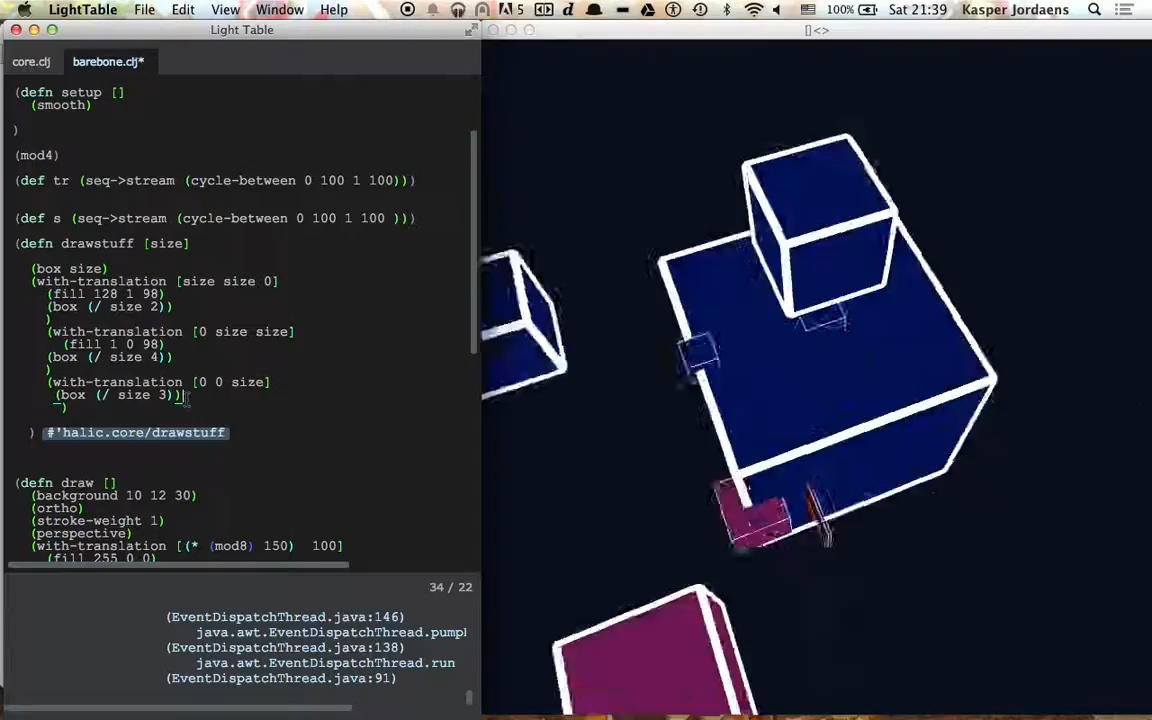 LightTable File Edit View Window Help 5 100% Sat 21:39 Kasper Jordaens
Light Table
[]<>
core.clj barebone.clj*
(defn setup []
(smooth)
)
(mod4)
(def tr (seq->stream (cycle-between 0 100 1 100)))
(def s (seq->stream (cycle-between 0 100 1 100 )))
(defn drawstuff [size]
(box size)
(with-translation [size size 0]
(fill 128 1 98)
(box (/ size 2))
)
(with-translation [0 size size]
(fill 1 0 98)
(box (/ size 4))
)
(with-translation [0 0 size]
(box (/ size 3))
)
) #'halic.core/drawstuff
(defn draw []
(background 10 12 30)
(ortho)
(stroke-weight 1)
(perspective)
(with-translation [(* (mod8) 150) 100]
(fill 255 0 0)
34 / 22
(EventDispatchThread.java:146)
java.awt.EventDispatchThread.pumpl
(EventDispatchThread.java:138)
java.awt.EventDispatchThread.run
(EventDispatchThread.java:91)